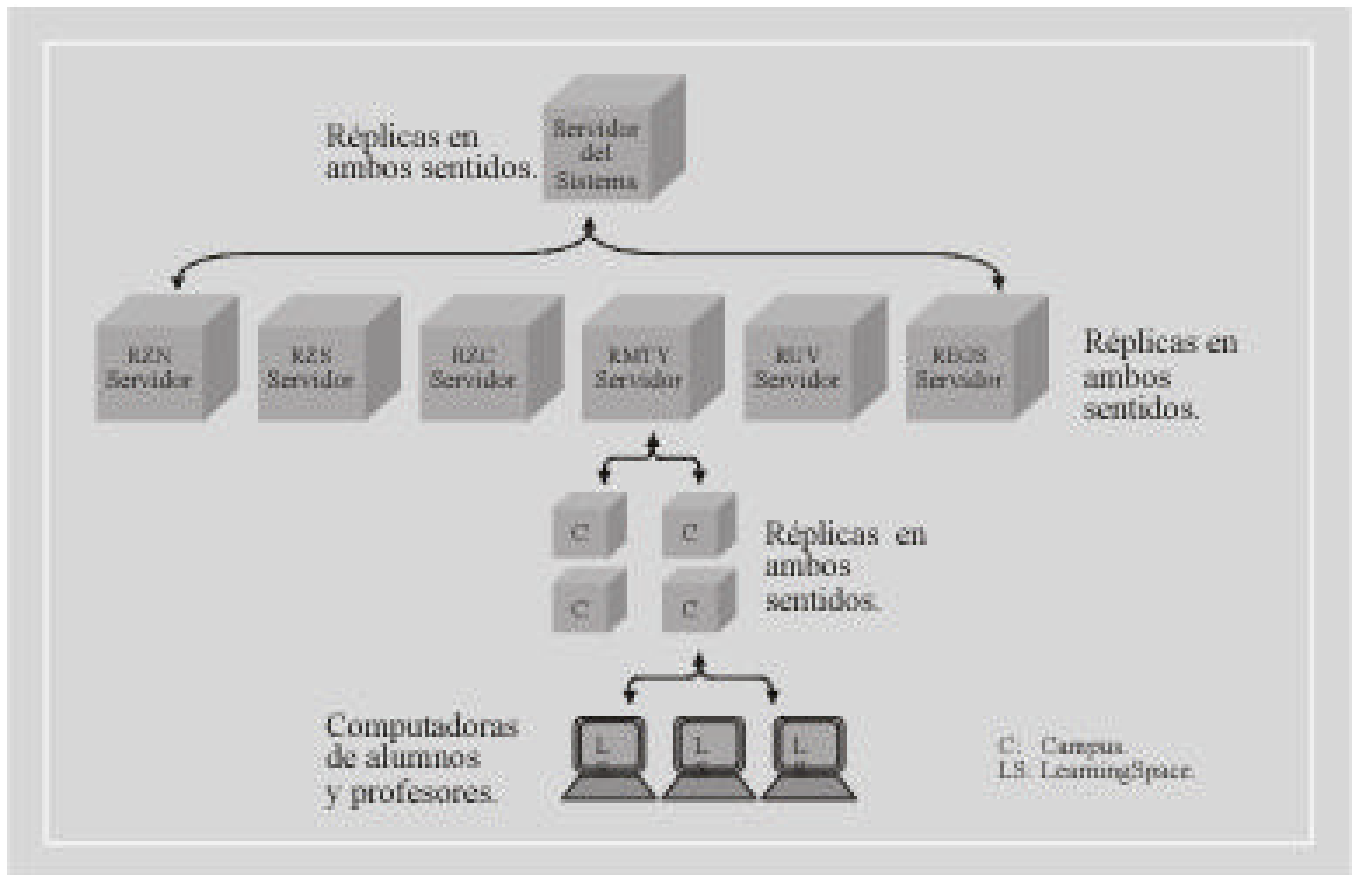 Réplicas en
ambos sentidos.
Servidor
del
Sistema
RZN
Servidor
RZS
Servidor
RZC
Servidor
RMTY
Servidor
RUV
Servidor
Servidor
Réplicas en
ambos
sentidos.
C
C
C
C
Réplicas en
ambos
sentidos.
Computadoras
de alumnos
y profesores.
L
L
L
C: Campus.
LS: LearningSpace.